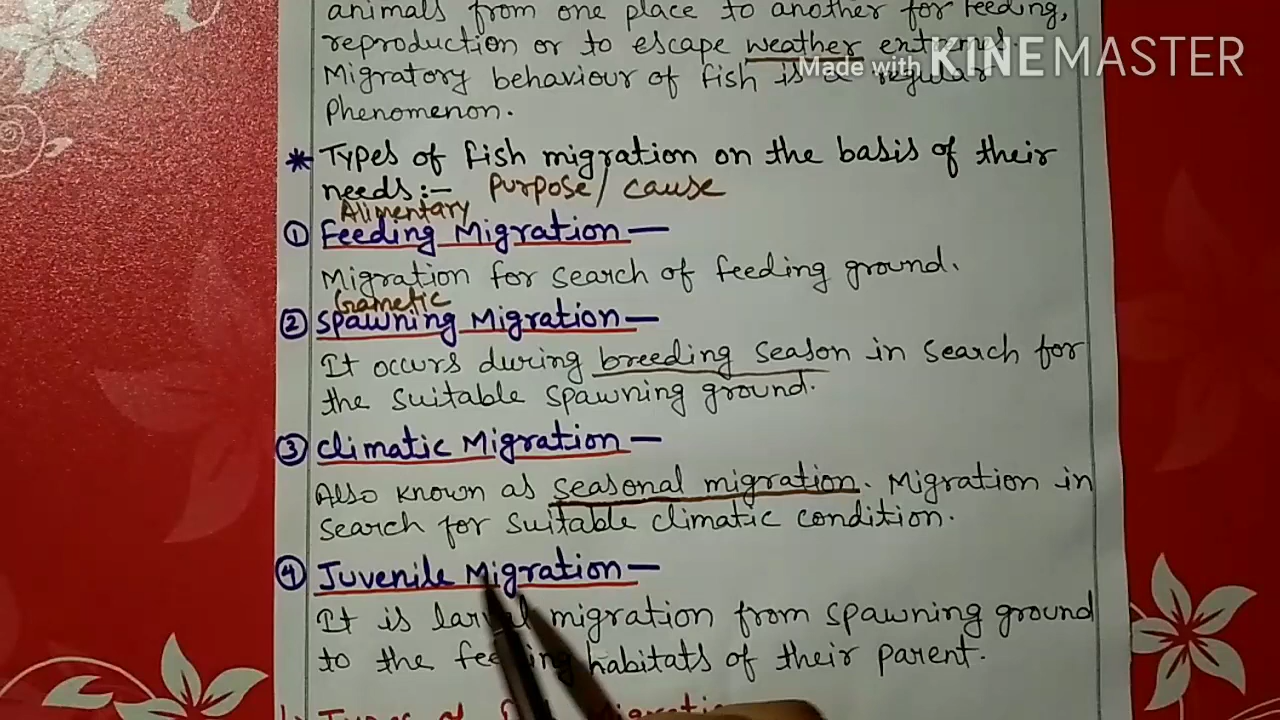 animals from one place to another for feeding,
reproduction or to escape weather
Made with KINEMASTER
Migratory behaviour of fish is a regular
Phenomenon.
* Types of fish migration on the basis of their
needs:- Purpose/ cause
Alimentary
① Feeding Migration —
Migration for search of feeding ground.
Gametic
② Spawning Migration —
It occurs during breeding season in search for
the suitable spawning ground.
③ Climatic Migration —
Also known as seasonal migration. Migration in
search for suitable climatic condition.
④ Juvenile Migration —
It is larval migration from spawning ground
to the feeding habitats of their parent.
Types of